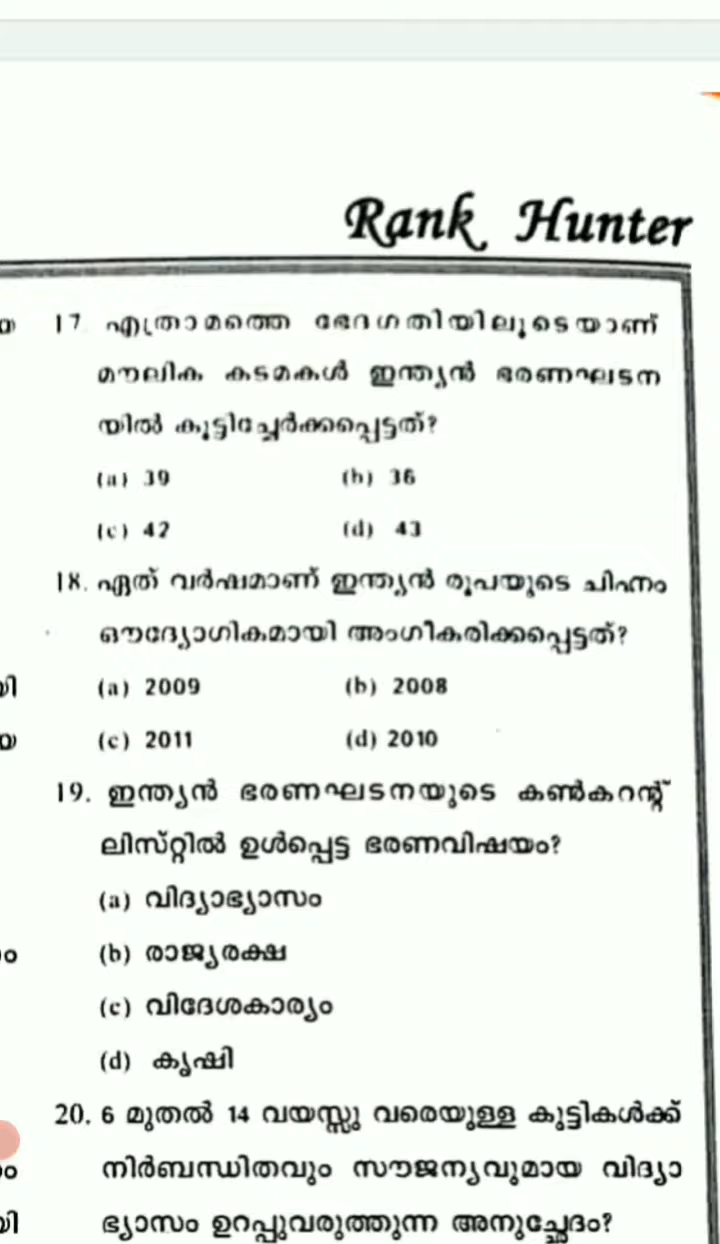 Rank Hunter
17. എത്രാമത്തെ ഭേദഗതിയിലൂടെയാണ്
മൗലിക കടമകൾ ഇന്ത്യൻ ഭരണഘടന
യിൽ കൂട്ടിച്ചേർക്കപ്പെട്ടത്?
(a) 39 (b) 36
(c) 42 (d) 43
18. ഏത് വർഷമാണ് ഇന്ത്യൻ രൂപയുടെ ചിഹ്നം
ഔദ്യോഗികമായി അംഗീകരിക്കപ്പെട്ടത്?
(a) 2009 (b) 2008
(c) 2011 (d) 2010
19. ഇന്ത്യൻ ഭരണഘടനയുടെ കൺകറന്റ്
ലിസ്റ്റിൽ ഉൾപ്പെട്ട ഭരണവിഷയം?
(a) വിദ്യാഭ്യാസം
(b) രാജ്യരക്ഷ
(c) വിദേശകാര്യം
(d) കൃഷി
20. 6 മുതൽ 14 വയസ്സു വരെയുള്ള കുട്ടികൾക്ക്
നിർബന്ധിതവും സൗജന്യവുമായ വിദ്യാ
ഭ്യാസം ഉറപ്പുവരുത്തുന്ന അനുച്ഛേദം?